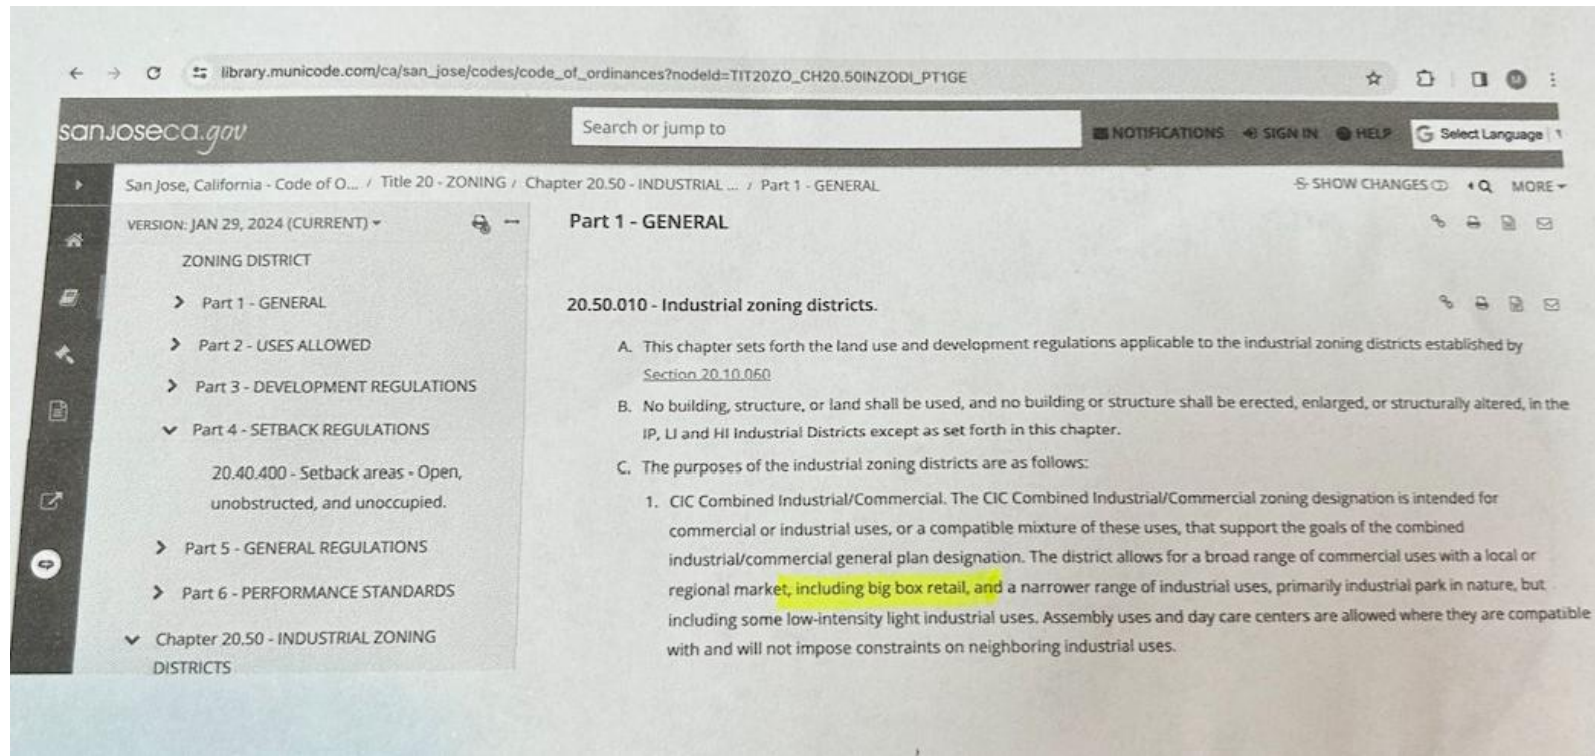 library.municode.com/ca/san_jose/codes/code_of_ordinances?nodeId=TIT20ZO_CH20.50INZODI_PT1GE
sanjoseca.gov
Search or jump to
NOTIFICATIONS
SIGN IN
HELP
Select Language
San Jose, California - Code of O... / Title 20 - ZONING / Chapter 20.50 - INDUSTRIAL ... / Part 1 - GENERAL
SHOW CHANGES
MORE
VERSION: JAN 29, 2024 (CURRENT)
ZONING DISTRICT
Part 1 - GENERAL
Part 2 - USES ALLOWED
Part 3 - DEVELOPMENT REGULATIONS
Part 4 - SETBACK REGULATIONS
20.40.400 - Setback areas - Open,
unobstructed, and unoccupied.
Part 5 - GENERAL REGULATIONS
Part 6 - PERFORMANCE STANDARDS
Chapter 20.50 - INDUSTRIAL ZONING
DISTRICTS
Part 1 - GENERAL
20.50.010 - Industrial zoning districts.
A. This chapter sets forth the land use and development regulations applicable to the industrial zoning districts established by
Section 20.10.060
B. No building, structure, or land shall be used, and no building or structure shall be erected, enlarged, or structurally altered, in the
IP, LI and HI Industrial Districts except as set forth in this chapter.
C. The purposes of the industrial zoning districts are as follows:
1. CIC Combined Industrial/Commercial. The CIC Combined Industrial/Commercial zoning designation is intended for
commercial or industrial uses, or a compatible mixture of these uses, that support the goals of the combined
industrial/commercial general plan designation. The district allows for a broad range of commercial uses with a local or
regional market, including big box retail, and a narrower range of industrial uses, primarily industrial park in nature, but
including some low-intensity light industrial uses. Assembly uses and day care centers are allowed where they are compatible
with and will not impose constraints on neighboring industrial uses.